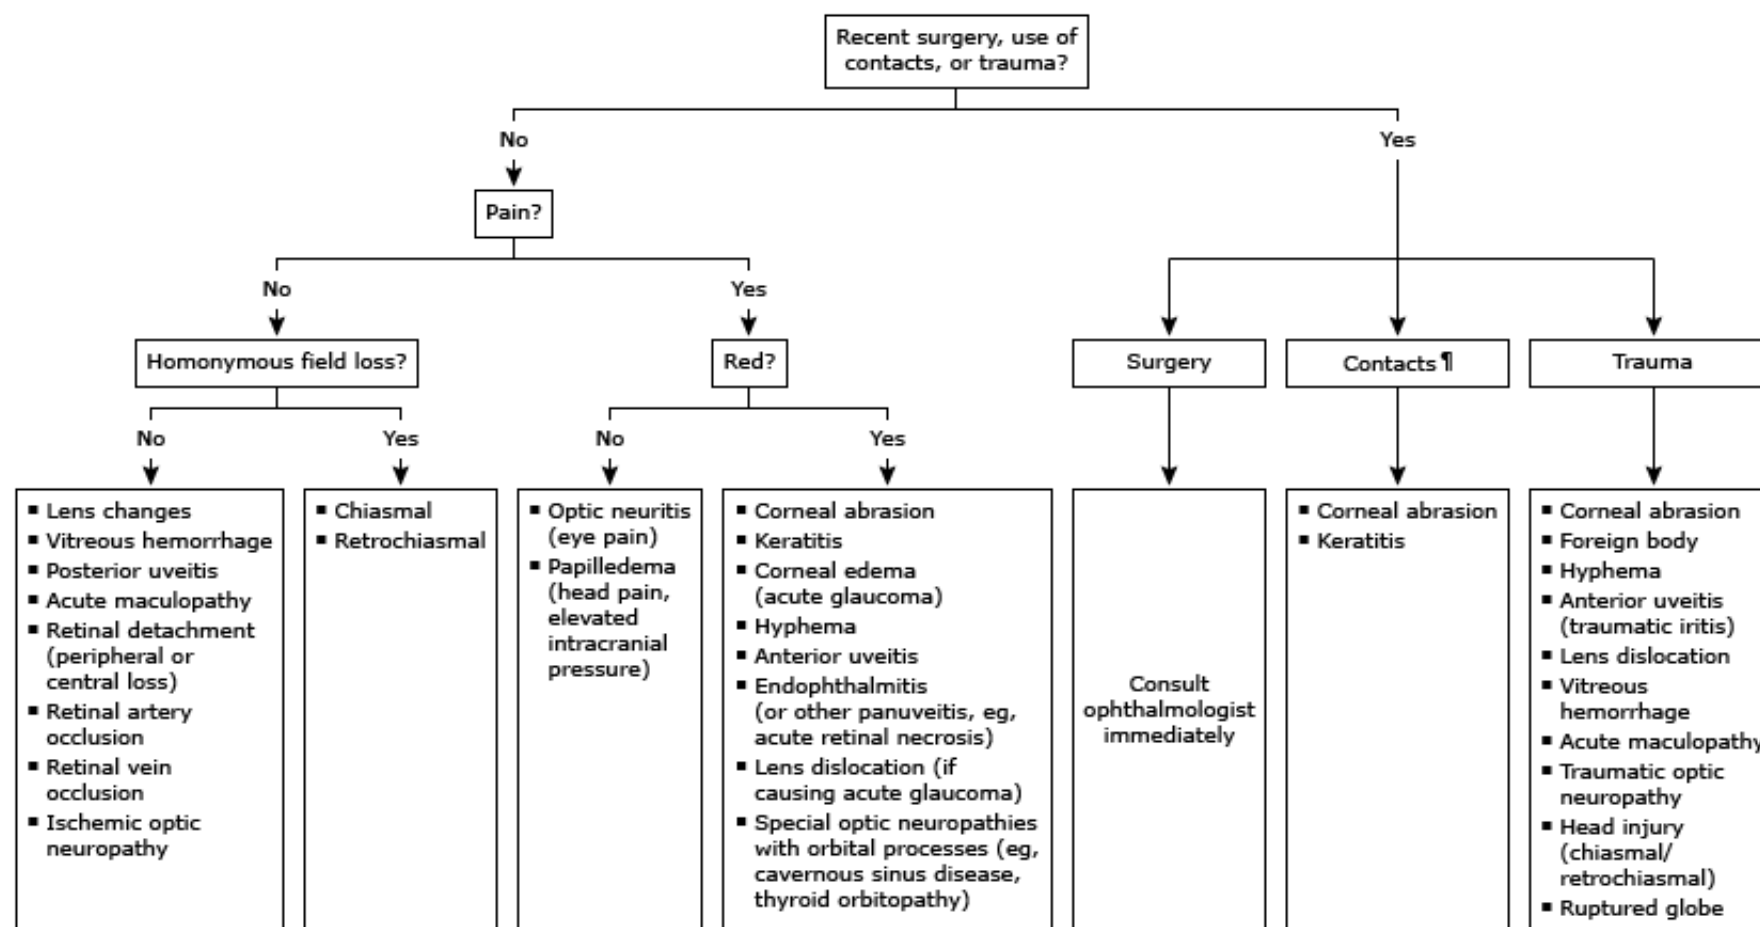 Recent surgery, use of
contacts, or trauma?
No
Yes
Pain?
No
Yes
Homonymous field loss?
Red?
Surgery
Contacts ¶
Trauma
No
Yes
No
Yes
▪ Lens changes
▪ Vitreous hemorrhage
▪ Posterior uveitis
▪ Acute maculopathy
▪ Retinal detachment
(peripheral or
central loss)
▪ Retinal artery
occlusion
▪ Retinal vein
occlusion
▪ Ischemic optic
neuropathy
▪ Chiasmal
▪ Retrochiasmal
▪ Optic neuritis
(eye pain)
▪ Papilledema
(head pain,
elevated
intracranial
pressure)
▪ Corneal abrasion
▪ Keratitis
▪ Corneal edema
(acute glaucoma)
▪ Hyphema
▪ Anterior uveitis
▪ Endophthalmitis
(or other panuveitis, eg,
acute retinal necrosis)
▪ Lens dislocation (if
causing acute glaucoma)
▪ Special optic neuropathies
with orbital processes (eg,
cavernous sinus disease,
thyroid orbitopathy)
Consult
ophthalmologist
immediately
▪ Corneal abrasion
▪ Keratitis
▪ Corneal abrasion
▪ Foreign body
▪ Hyphema
▪ Anterior uveitis
(traumatic iritis)
▪ Lens dislocation
▪ Vitreous
hemorrhage
▪ Acute maculopathy
▪ Traumatic optic
neuropathy
▪ Head injury
(chiasmal/
retrochiasmal)
▪ Ruptured globe